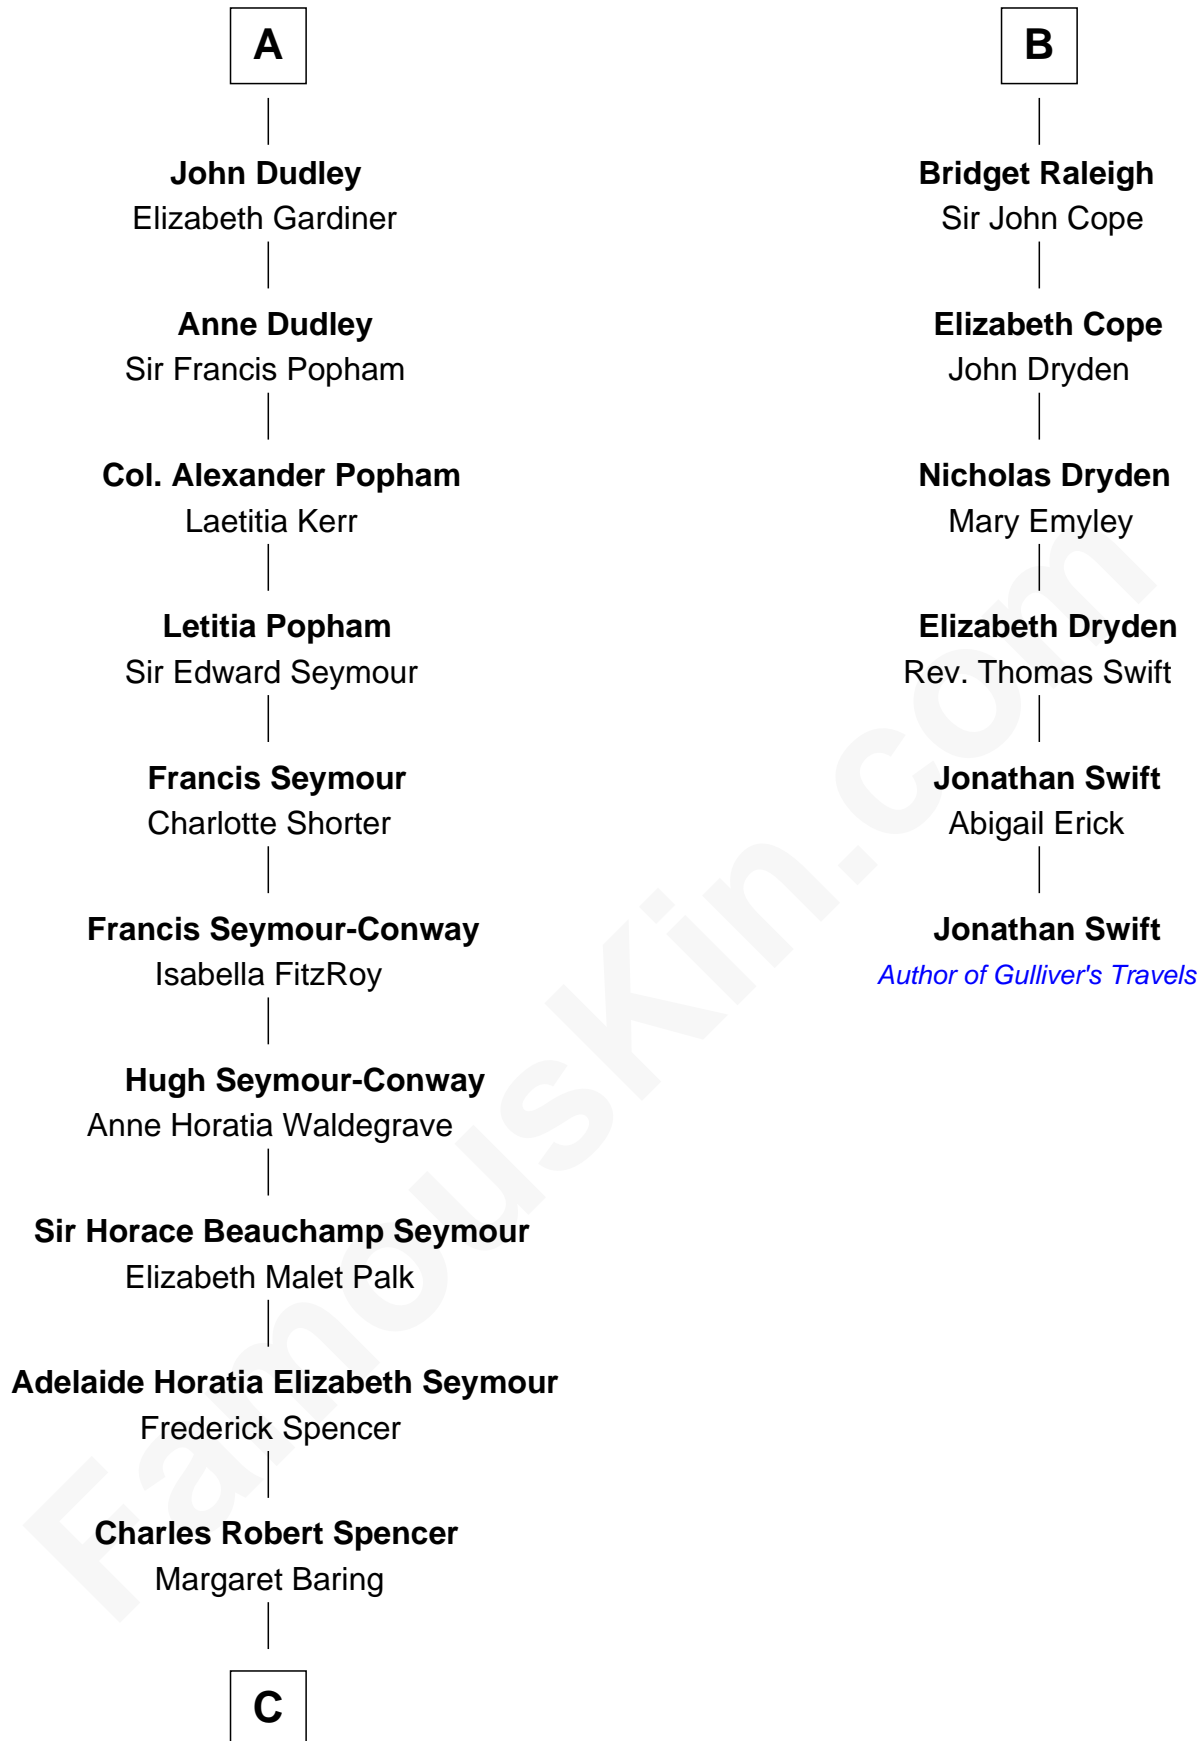 A
John Dudley
Elizabeth Gardiner
Anne Dudley
Sir Francis Popham
Col. Alexander Popham
Laetitia Kerr
Letitia Popham
Sir Edward Seymour
Francis Seymour
Charlotte Shorter
Francis Seymour-Conway
Isabella FitzRoy
Hugh Seymour-Conway
Anne Horatia Waldegrave
Sir Horace Beauchamp Seymour
Elizabeth Malet Palk
Adelaide Horatia Elizabeth Seymour
Frederick Spencer
Charles Robert Spencer
Margaret Baring
C
B
Bridget Raleigh
Sir John Cope
Elizabeth Cope
John Dryden
Nicholas Dryden
Mary Emyley
Elizabeth Dryden
Rev. Thomas Swift
Jonathan Swift
Abigail Erick
Jonathan Swift
Author of Gulliver's Travels
FamousKin.com